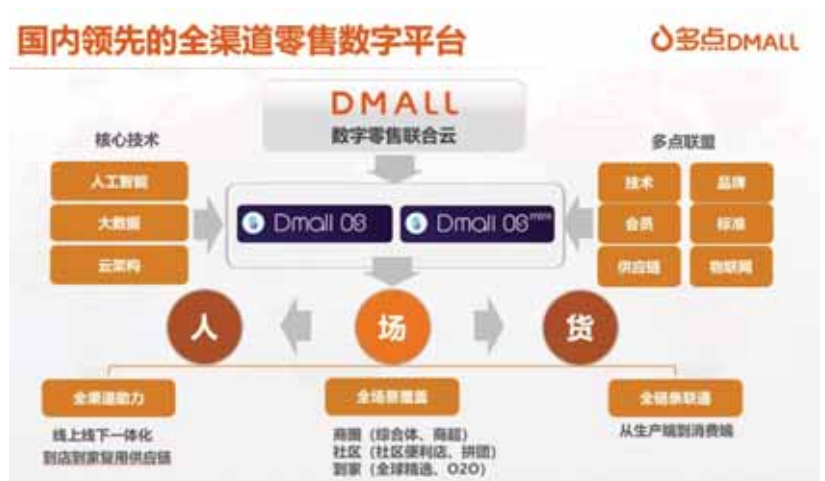 国内领先的全渠道零售数字平台
多点DMALL
DMALL
数字零售联合云
核心技术
人工智能
大数据
云架构
Dmall OS
Dmall OS mini
多点联盟
技术
品牌
会员
标准
供应链
物联网
人
场
货
全渠道助力
线上线下一体化
到店到家复用供应链
全场景覆盖
商圈（综合体、商超）
社区（社区便利店、拼团）
到家（全球精选、O2O）
全链条联通
从生产端到消费端